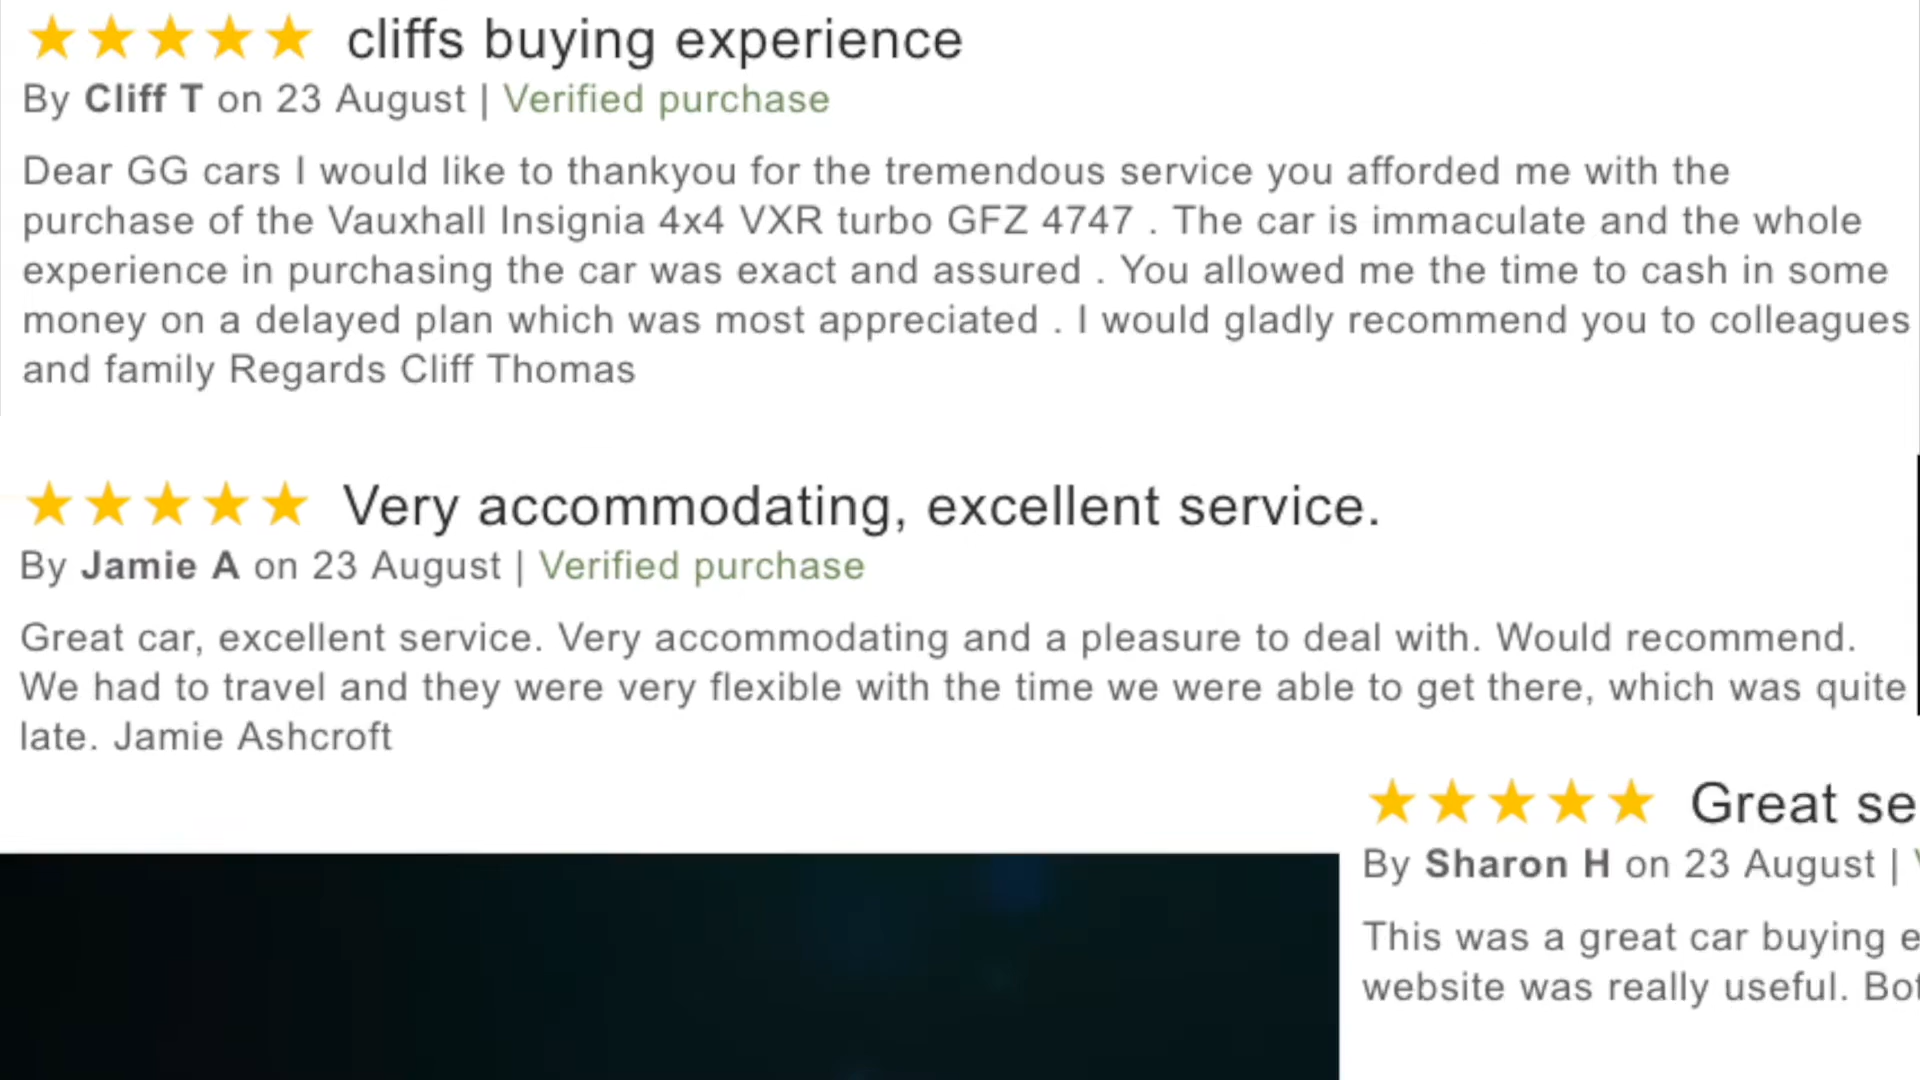 cliffs buying experience
By Cliff T on 23 August | Verified purchase
Dear GG cars I would like to thankyou for the tremendous service you afforded me with the
purchase of the Vauxhall Insignia 4x4 VXR turbo GFZ 4747 . The car is immaculate and the whole
experience in purchasing the car was exact and assured . You allowed me the time to cash in some
money on a delayed plan which was most appreciated . I would gladly recommend you to colleagues
and family Regards Cliff Thomas
Very accommodating, excellent service.
By Jamie A on 23 August | Verified purchase
Great car, excellent service. Very accommodating and a pleasure to deal with. Would recommend.
We had to travel and they were very flexible with the time we were able to get there, which was quite
late. Jamie Ashcroft
Great
By Sharon H on 23 August |
This was a great car buying
website was really useful.